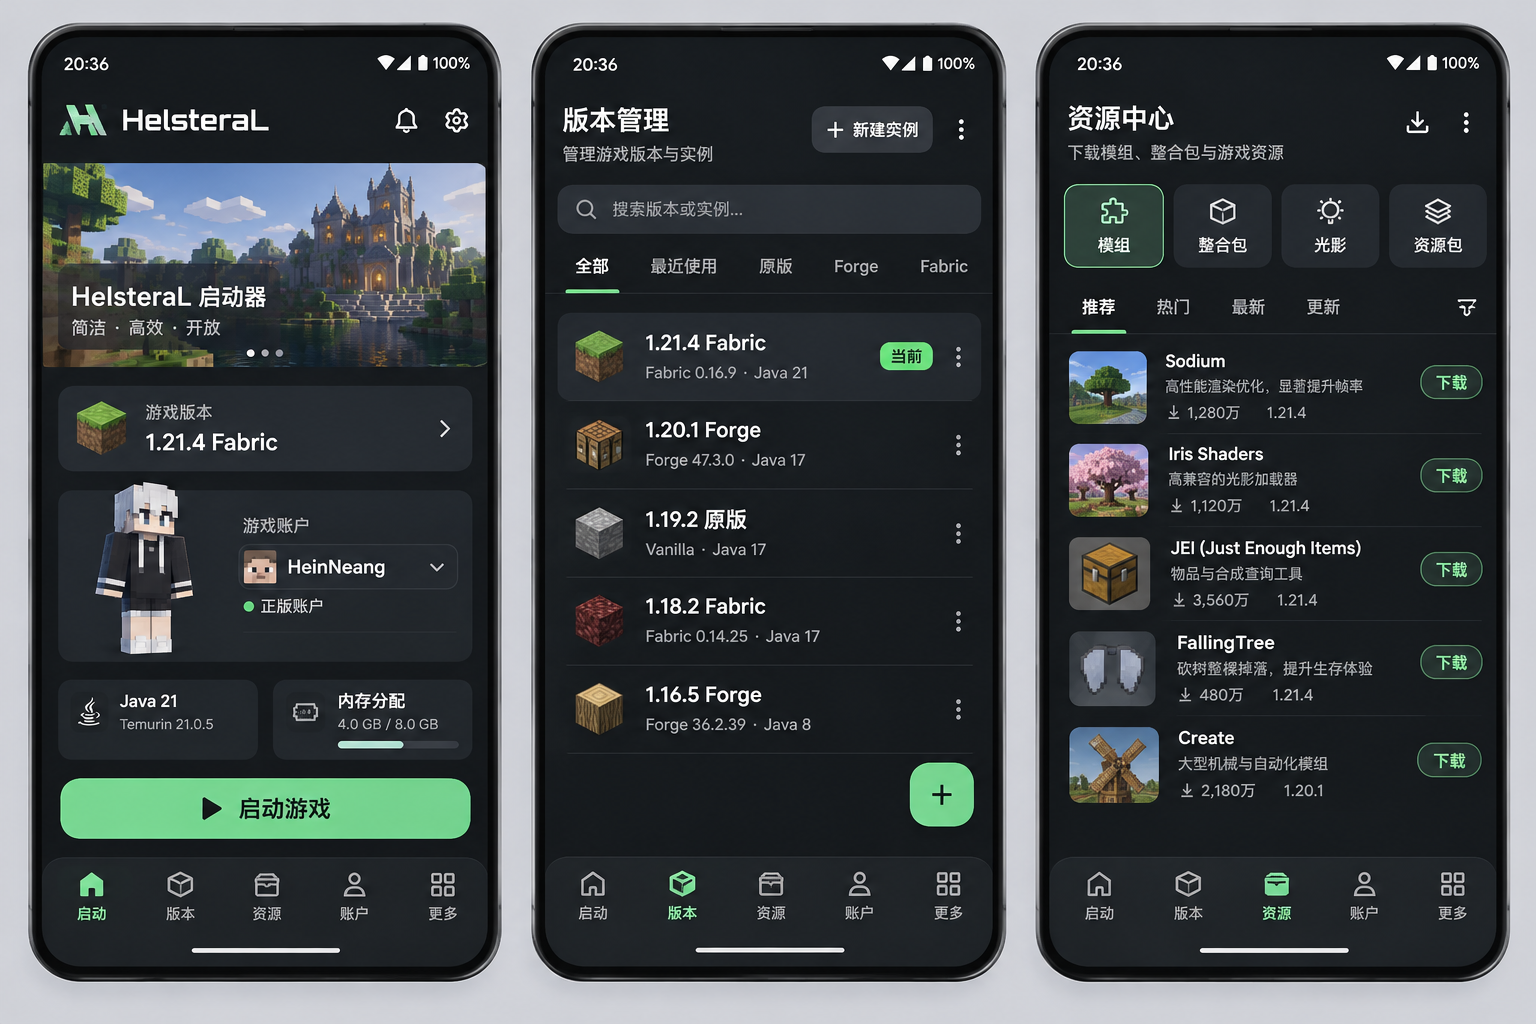 20:36
100%
HelsteraL
HelsteraL 启动器
简洁 · 高效 · 开放
游戏版本
1.21.4 Fabric
游戏账户
HeinNeang
正版账户
Java 21
Temurin 21.0.5
内存分配
4.0 GB / 8.0 GB
启动游戏
启动
版本
资源
账户
更多
20:36
100%
版本管理
管理游戏版本与实例
+ 新建实例
搜索版本或实例...
全部
最近使用
原版
Forge
Fabric
1.21.4 Fabric
Fabric 0.16.9 · Java 21
当前
1.20.1 Forge
Forge 47.3.0 · Java 17
1.19.2 原版
Vanilla · Java 17
1.18.2 Fabric
Fabric 0.14.25 · Java 17
1.16.5 Forge
Forge 36.2.39 · Java 8
+
启动
版本
资源
账户
更多
20:36
100%
资源中心
下载模组、整合包与游戏资源
模组
整合包
光影
资源包
推荐
热门
最新
更新
Sodium
高性能渲染优化，显著提升帧率
1,280万 1.21.4
下载
Iris Shaders
高兼容的光影加载器
1,120万 1.21.4
下载
JEI (Just Enough Items)
物品与合成查询工具
3,560万 1.21.4
下载
FallingTree
砍树整棵掉落，提升生存体验
480万 1.21.4
下载
Create
大型机械与自动化模组
2,180万 1.20.1
下载
启动
版本
资源
账户
更多